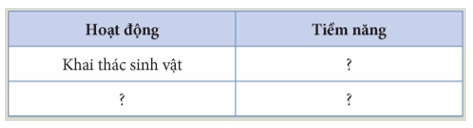 Hoạt động Tiềm năng
Khai thác sinh vật ?
? ?